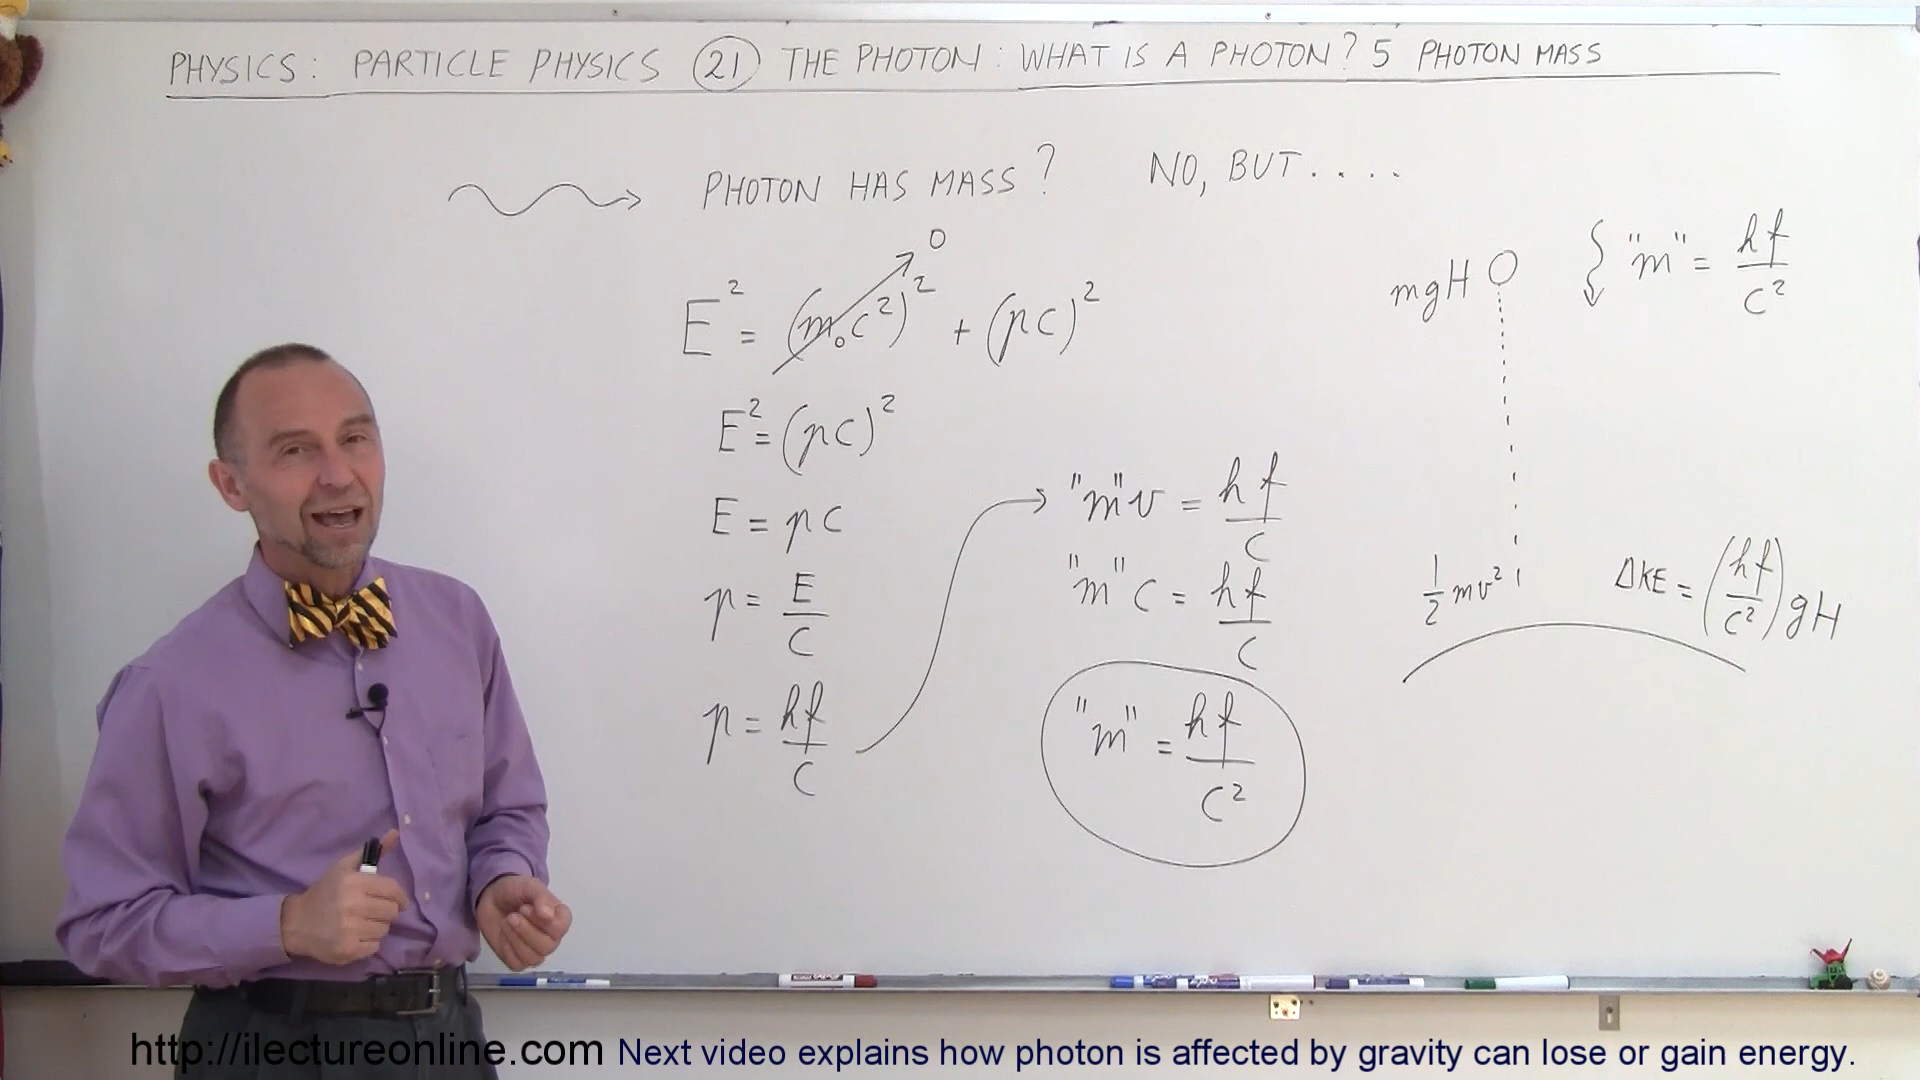 PHYSICS: PARTICLE PHYSICS 21 THE PHOTON: WHAT IS A PHOTON? 5 PHOTON MASS
PHOTON HAS MASS? NO, BUT.....
E² = (m₀c²)² + (pc)²
0
E² = (pc)²
E = pc
p = E/c
p = hf/c
"m"v = hf/c
"m"c = hf/c
"m" = hf/c²
mgH
"m" = hf/c²
½mv²
ΔKE = (hf/c²)gH
http://ilectureonline.com Next video explains how photon is affected by gravity can lose or gain energy.